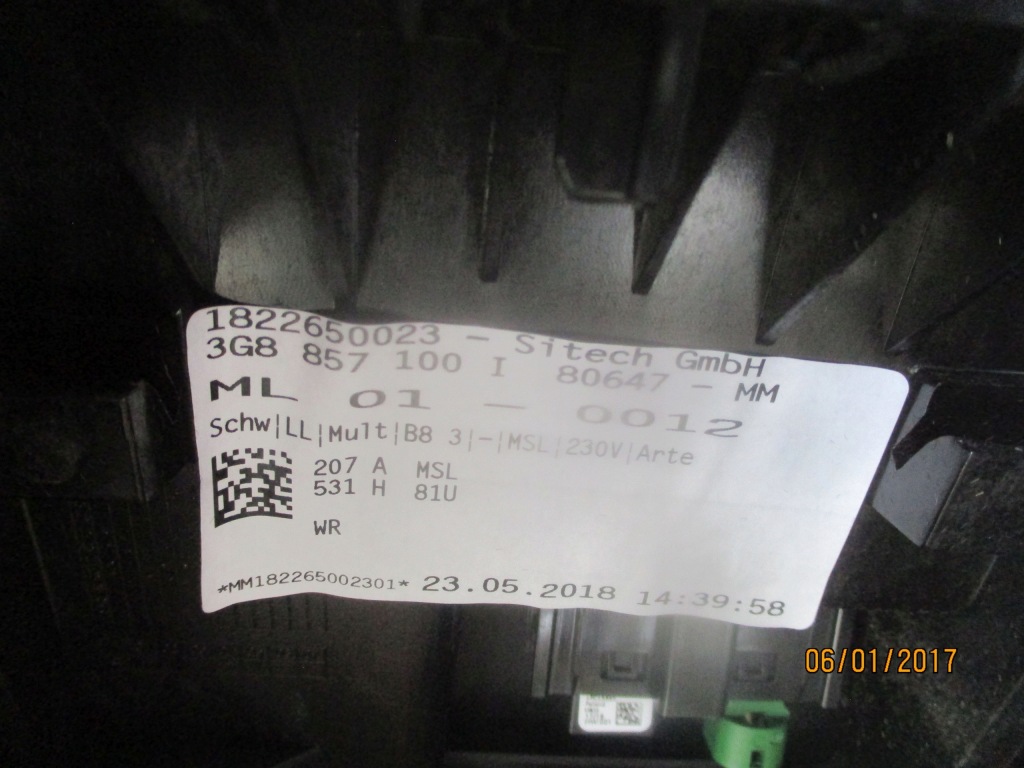 1822650023 - Sitech GmbH
3G8 857 100 I 80647 - MM
ML 01 - 0012
Schw|LL|Mult|B8 3|-|MSL|230V|Arte
207 A MSL
531 H 81U
WR
*MM182265002301* 23.05.2018 14:39:58
06/01/2017